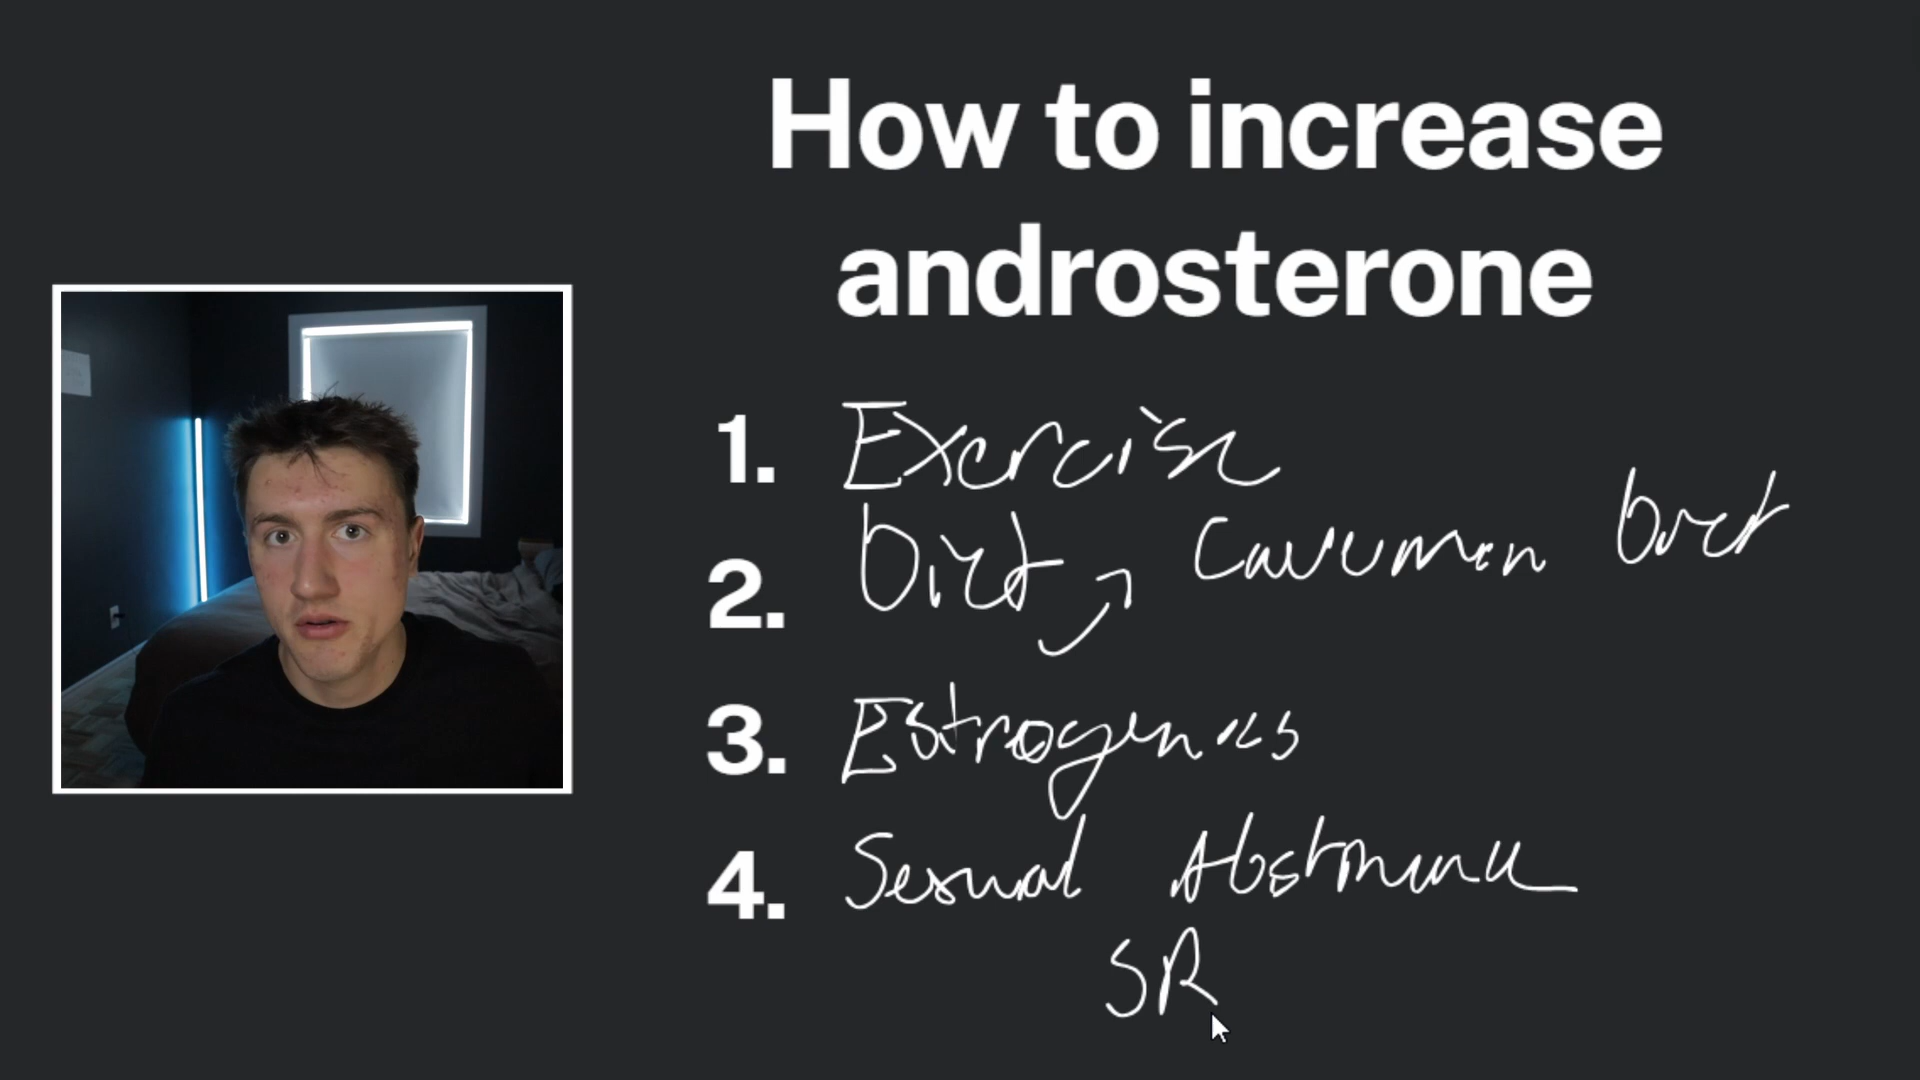 How to increase
androsterone
1. Exercise
2. Diet → Caveman Diet
3. Estrogenics
4. Sexual Abstinence
SR